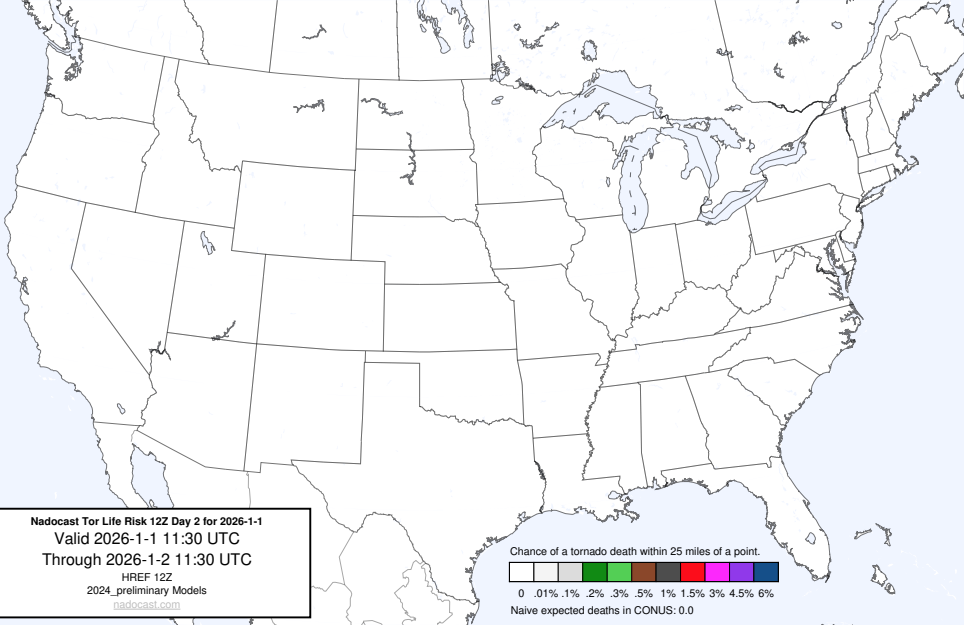 Nadocast Tor Life Risk 12Z Day 2 for 2026-1-1
Valid 2026-1-1 11:30 UTC
Through 2026-1-2 11:30 UTC
HREF 12Z
2024_preliminary Models
nadocast.com
Chance of a tornado death within 25 miles of a point.
0 .01% .1% .2% .3% .5% 1% 1.5% 3% 4.5% 6%
Naive expected deaths in CONUS: 0.0